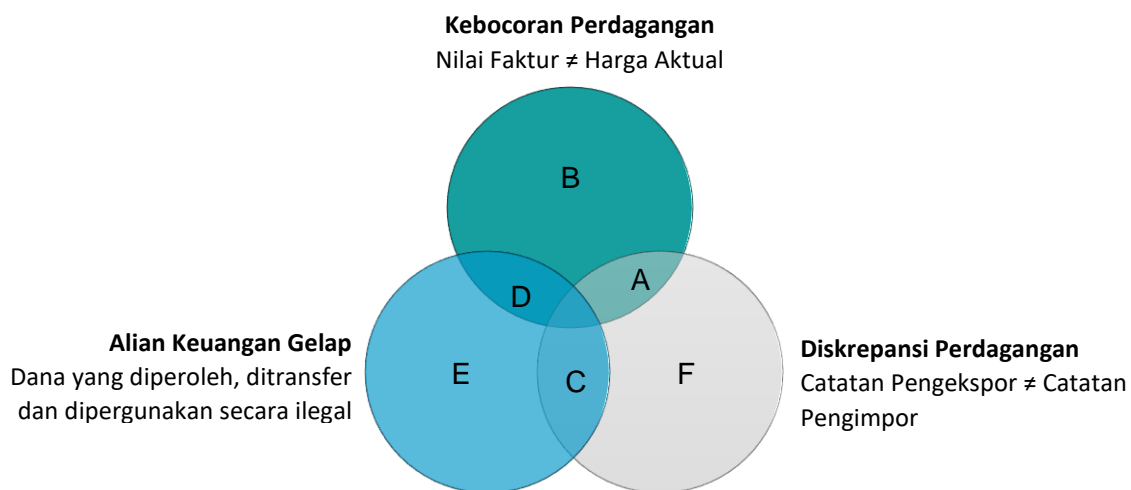 Kebocoran Perdagangan
Nilai Faktur ≠ Harga Aktual
B
A
D
Alian Keuangan Gelap
Dana yang diperoleh, ditransfer
dan dipergunakan secara ilegal
E
C
F
Diskrepansi Perdagangan
Catatan Pengekspor ≠ Catatan
Pengimpor